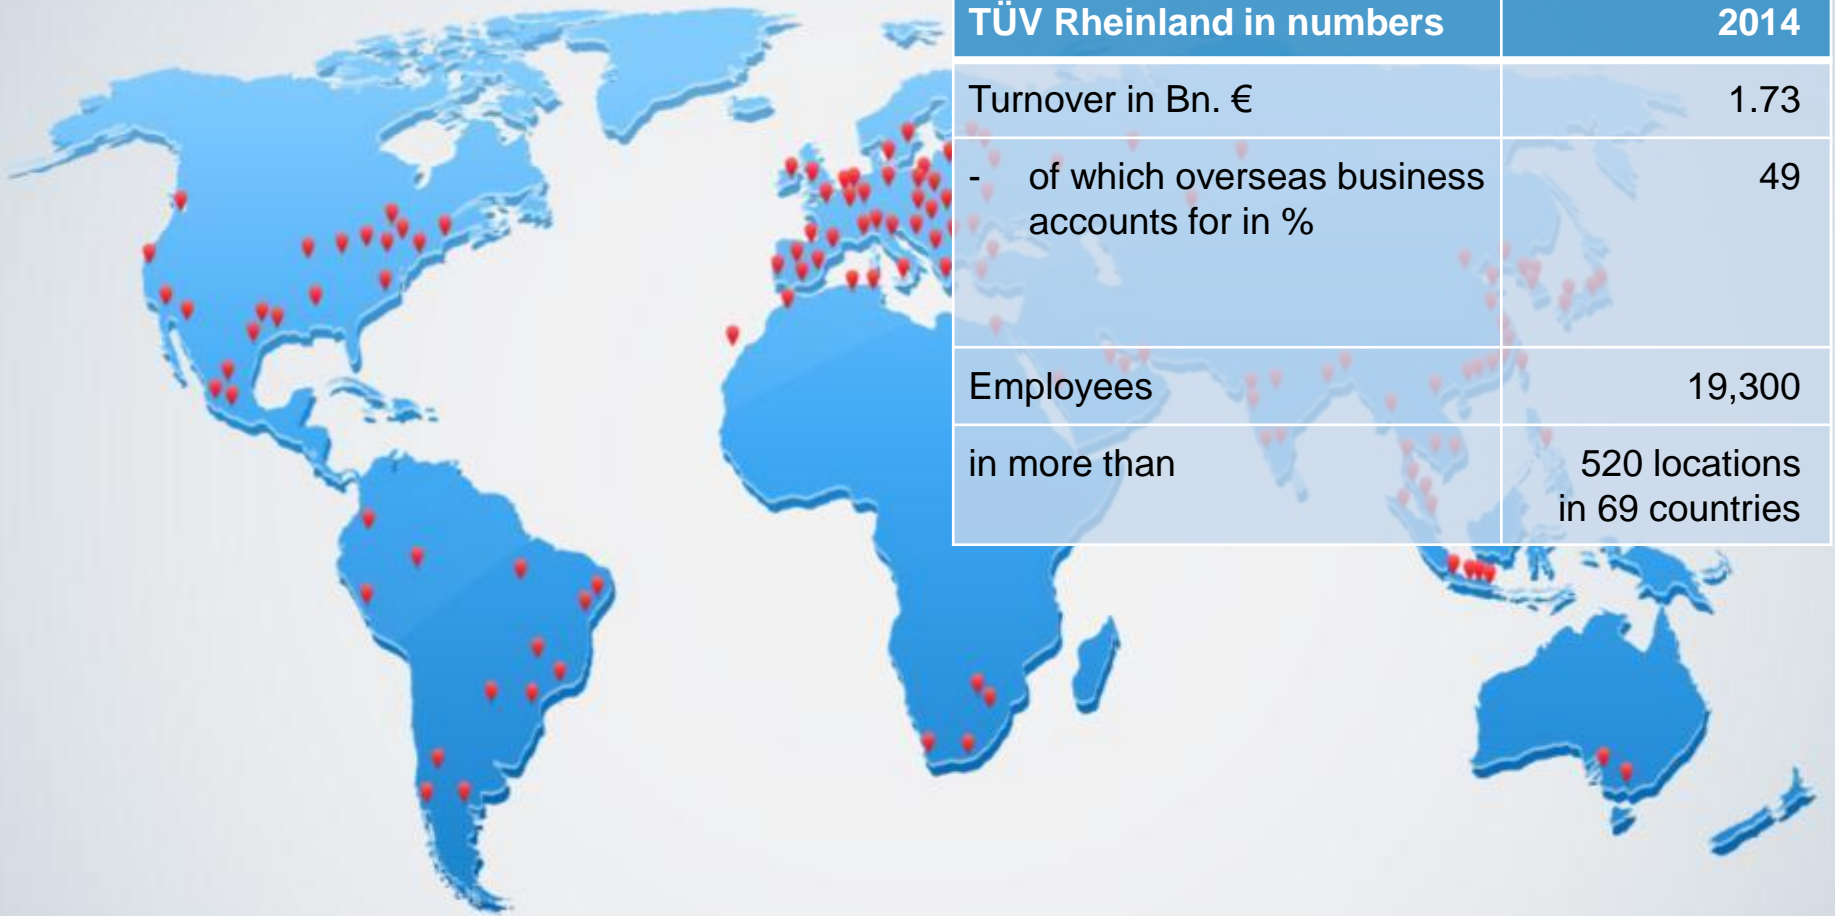 TÜV Rheinland in numbers 2014
Turnover in Bn. € 1.73
- of which overseas business 49
accounts for in %
Employees 19,300
in more than 520 locations
in 69 countries